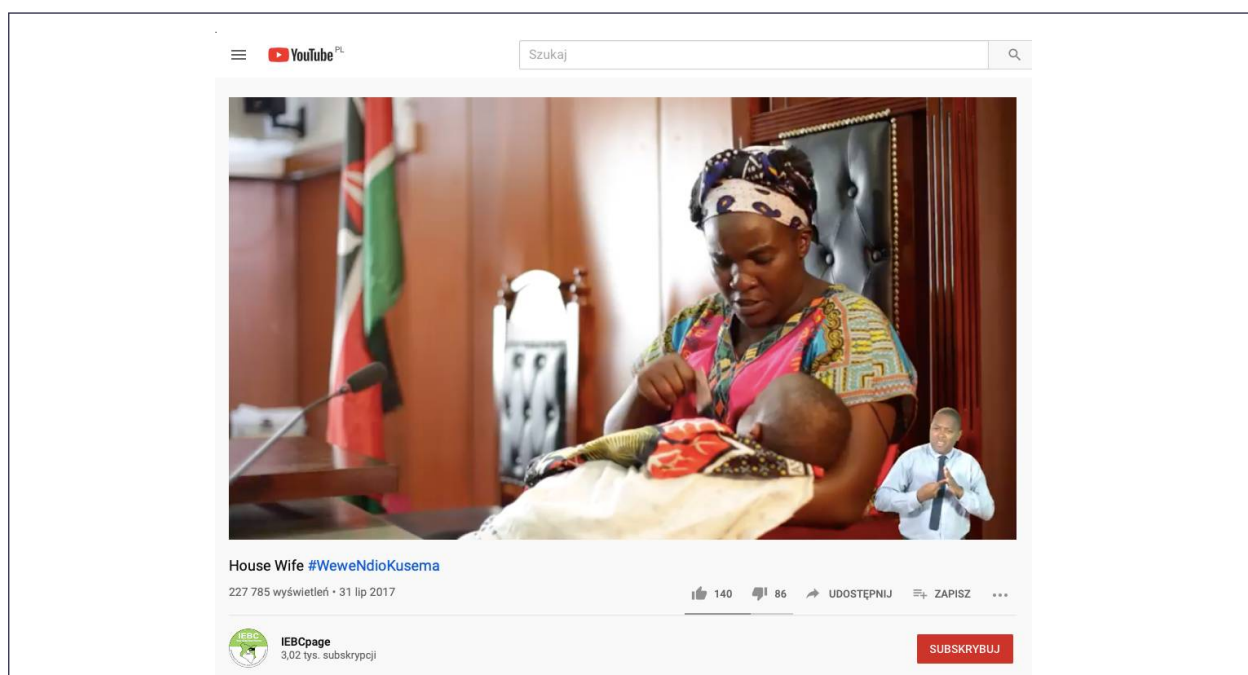 YouTube PL
Szukaj
House Wife #WeweNdioKusema
227 785 wyświetleń • 31 lip 2017
140 86 UDOSTĘPNIJ ZAPISZ
IEBC
IEBCpage
3,02 tys. subskrypcji
SUBSKRYBUJ